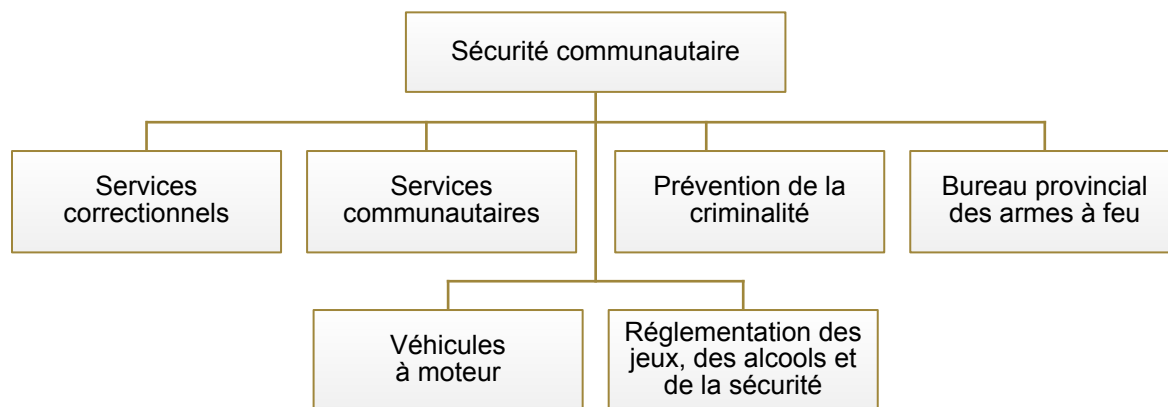 Sécurité communautaire
Services
correctionnels
Services
communautaires
Prévention de la
criminalité
Bureau provincial
des armes à feu
Véhicules
à moteur
Réglementation des
jeux, des alcools et
de la sécurité